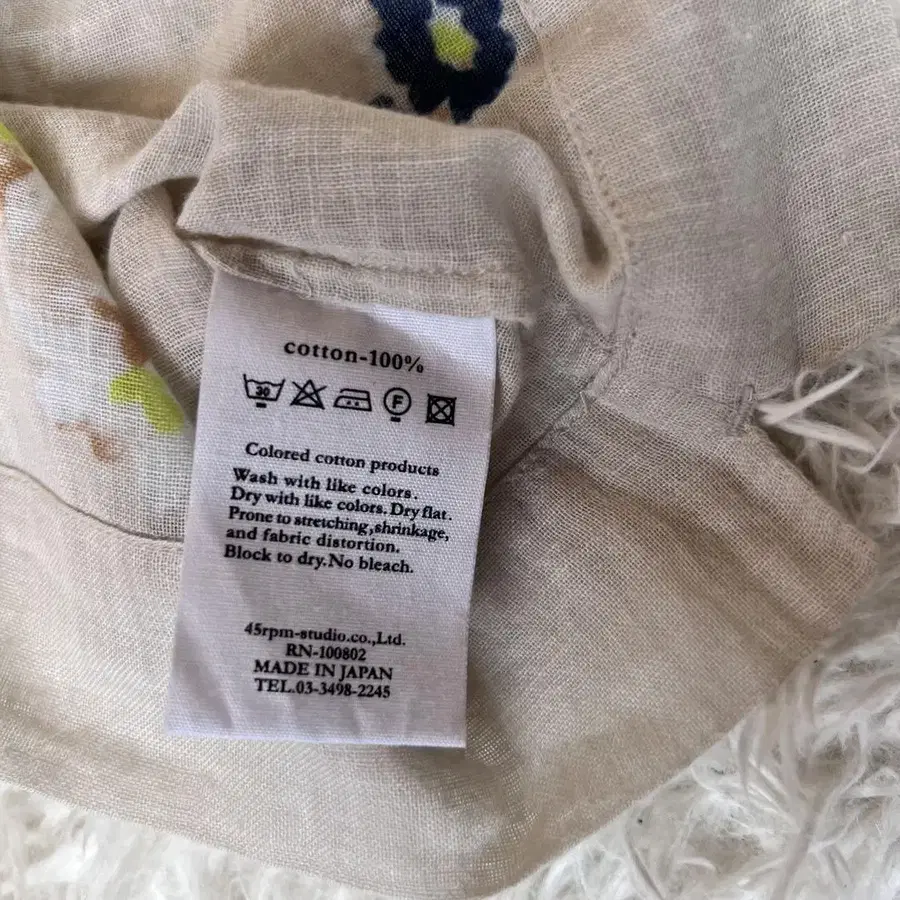 cotton-100%
30 F
Colored cotton products
Wash with like colors.
Dry with like colors. Dry flat.
Prone to stretching,shrinkage,
and fabric distortion.
Block to dry.No bleach.
45rpm-studio.co.,Ltd.
RN-100802
MADE IN JAPAN
TEL.03-3498-2245